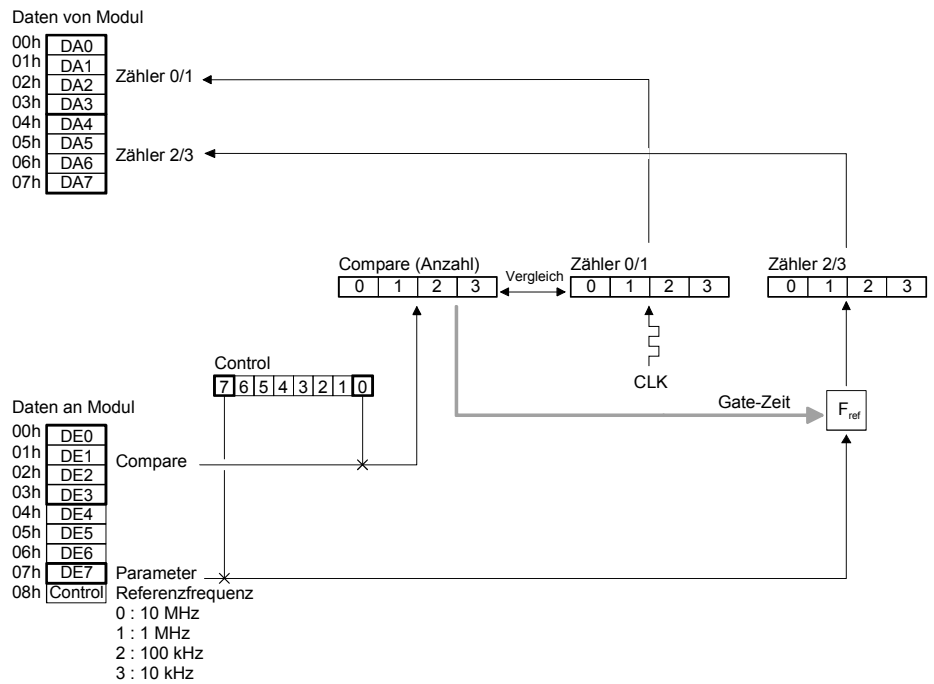 Daten von Modul
00h DA0
01h DA1
02h DA2
03h DA3
04h DA4
05h DA5
06h DA6
07h DA7
Zähler 0/1
Zähler 2/3
Compare (Anzahl)
0 1 2 3
Vergleich
Zähler 0/1
0 1 2 3
Zähler 2/3
0 1 2 3
CLK
Control
7 6 5 4 3 2 1 0
Gate-Zeit
Fref
Daten an Modul
00h DE0
01h DE1
02h DE2
03h DE3
04h DE4
05h DE5
06h DE6
07h DE7
08h Control
Compare
Parameter
Referenzfrequenz
0 : 10 MHz
1 : 1 MHz
2 : 100 kHz
3 : 10 kHz